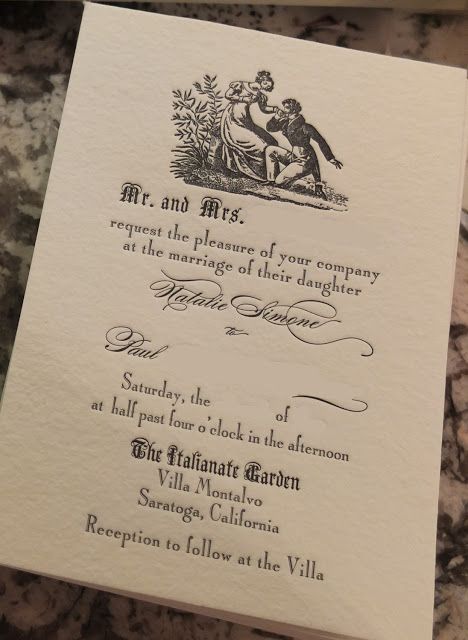 Mr. and Mrs.
request the pleasure of your company
at the marriage of their daughter
Natalie Simone
to
Paul
Saturday, the of
at half past four o'clock in the afternoon
The Italianate Garden
Villa Montalvo
Saratoga, California
Reception to follow at the Villa